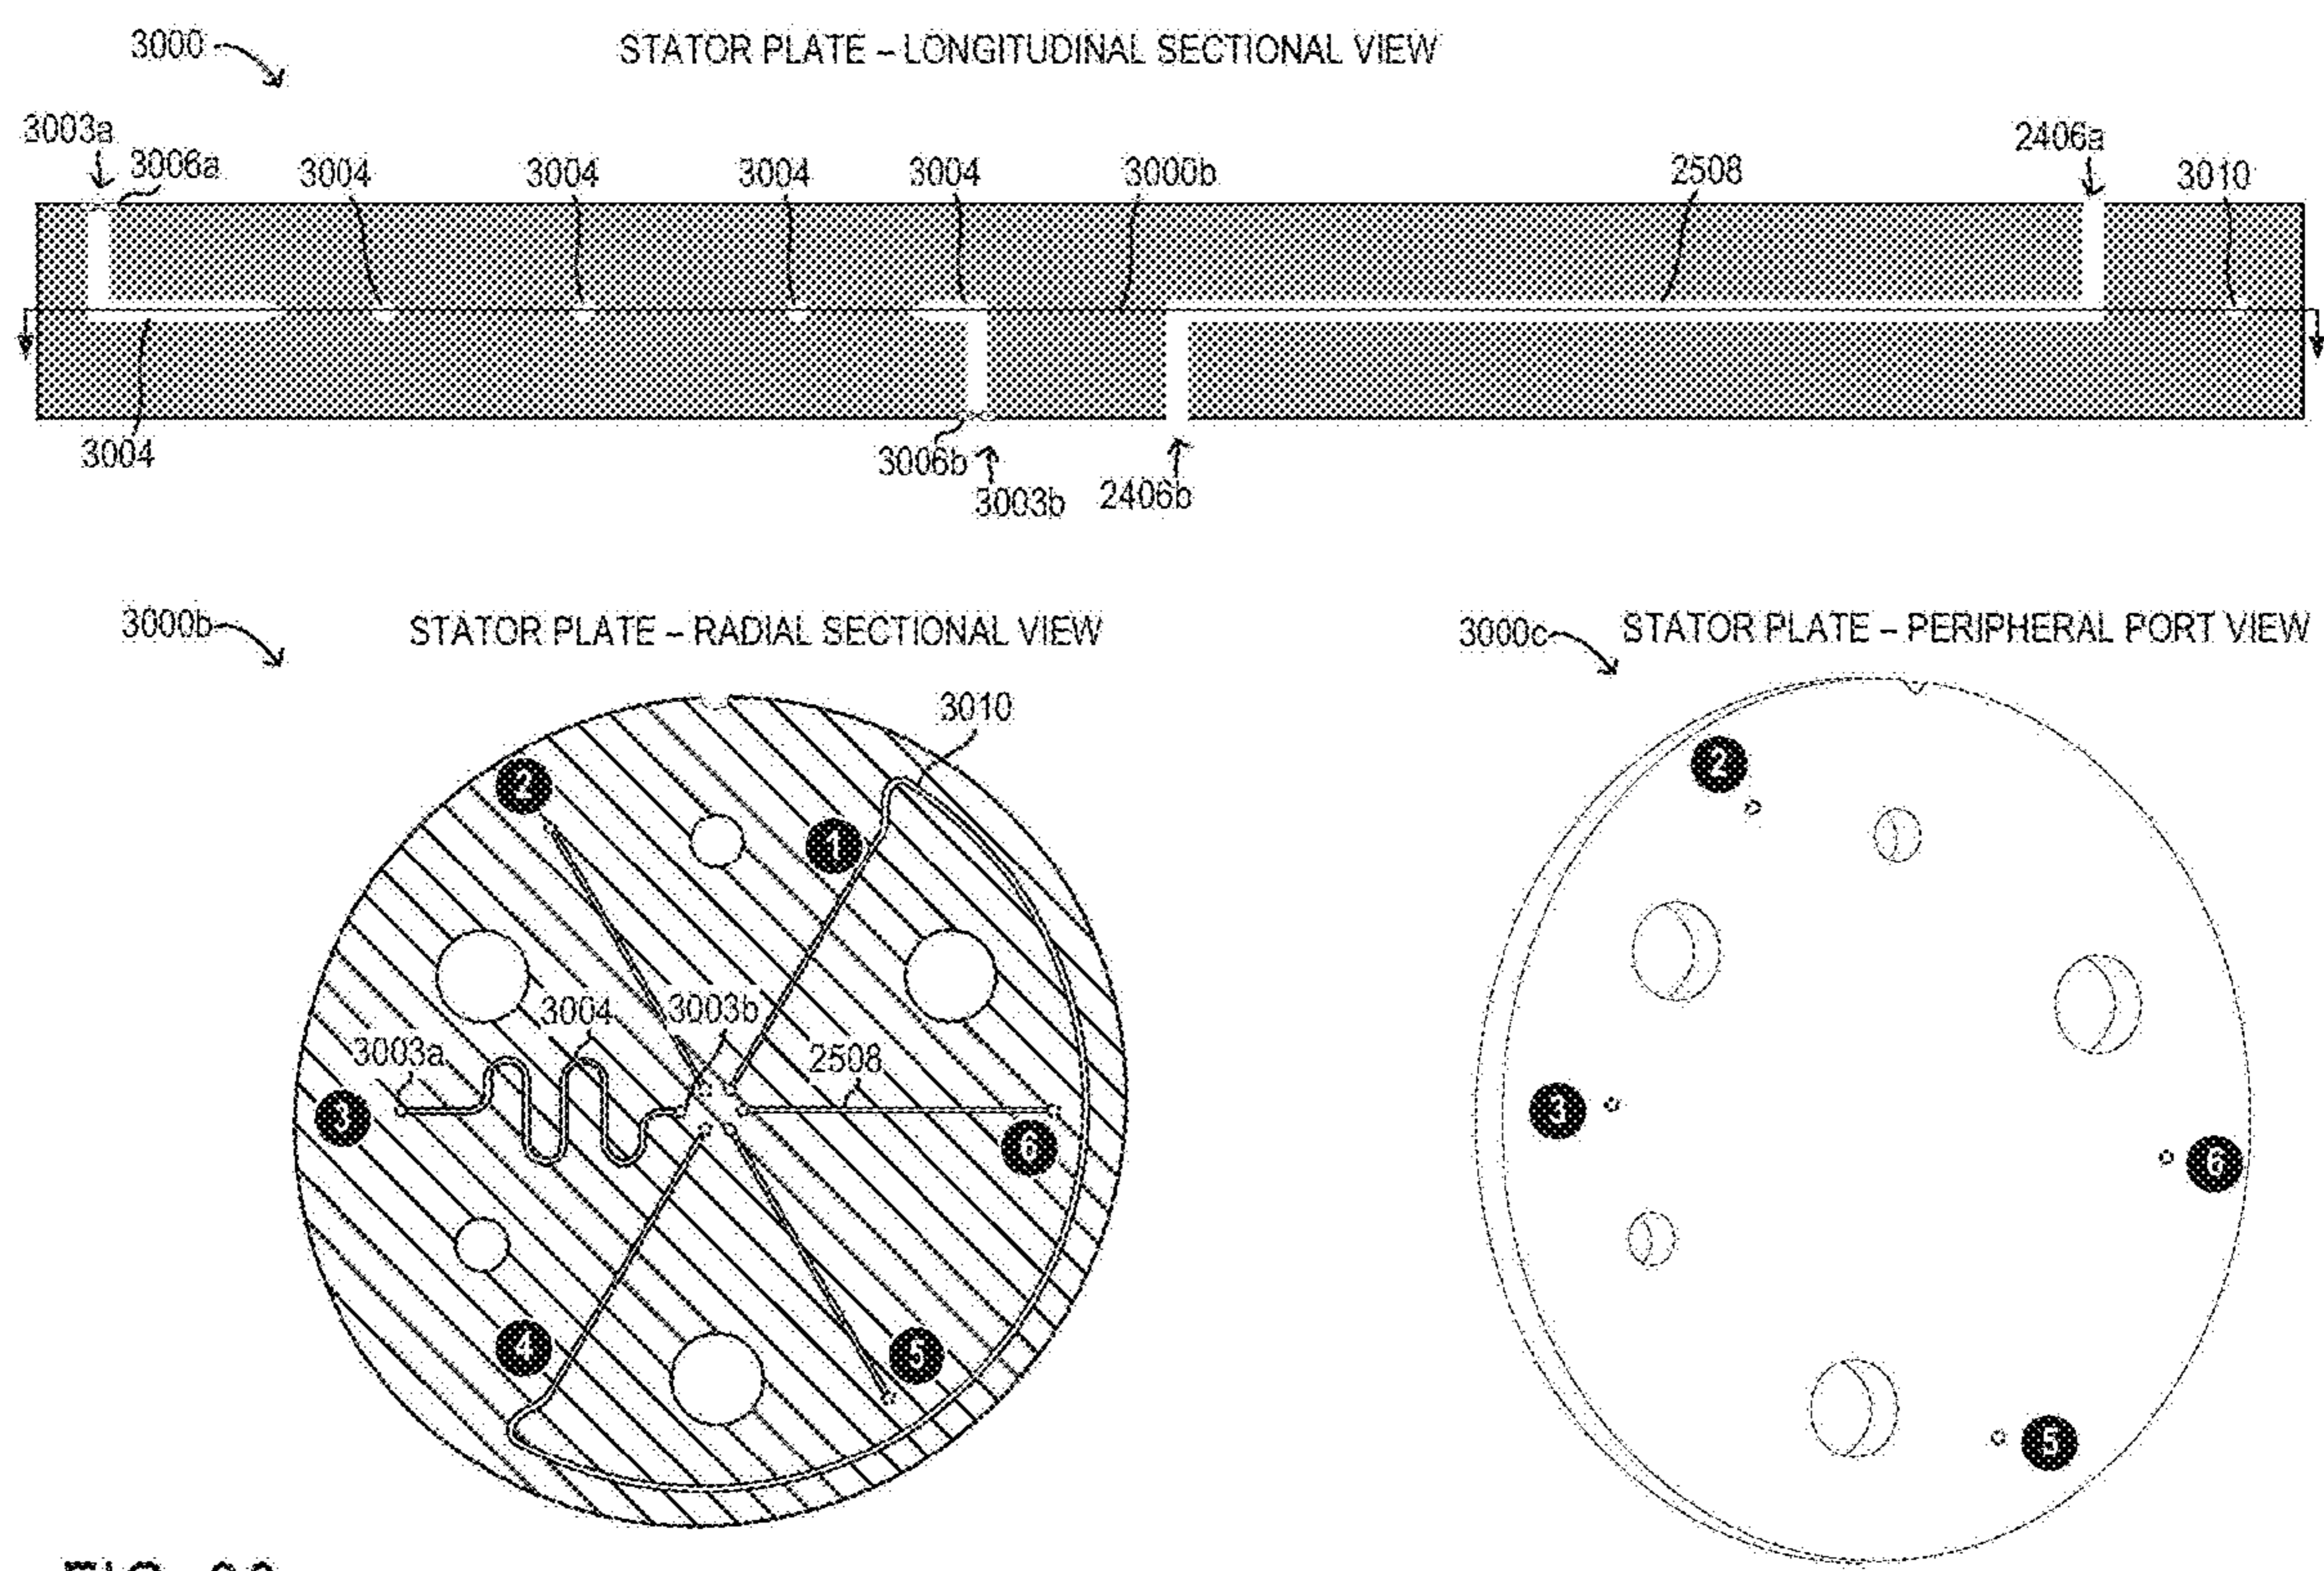 3000
STATOR PLATE – LONGITUDINAL SECTIONAL VIEW
3003a
3006a
3004
3004
3004
3004
3000b
2508
2406a
3010
3004
3006b
3003b
2406b
3000b
STATOR PLATE – RADIAL SECTIONAL VIEW
3010
2
1
3004
3003b
3003a
2508
3
6
4
5
3000c
STATOR PLATE – PERIPHERAL PORT VIEW
2
3
6
5